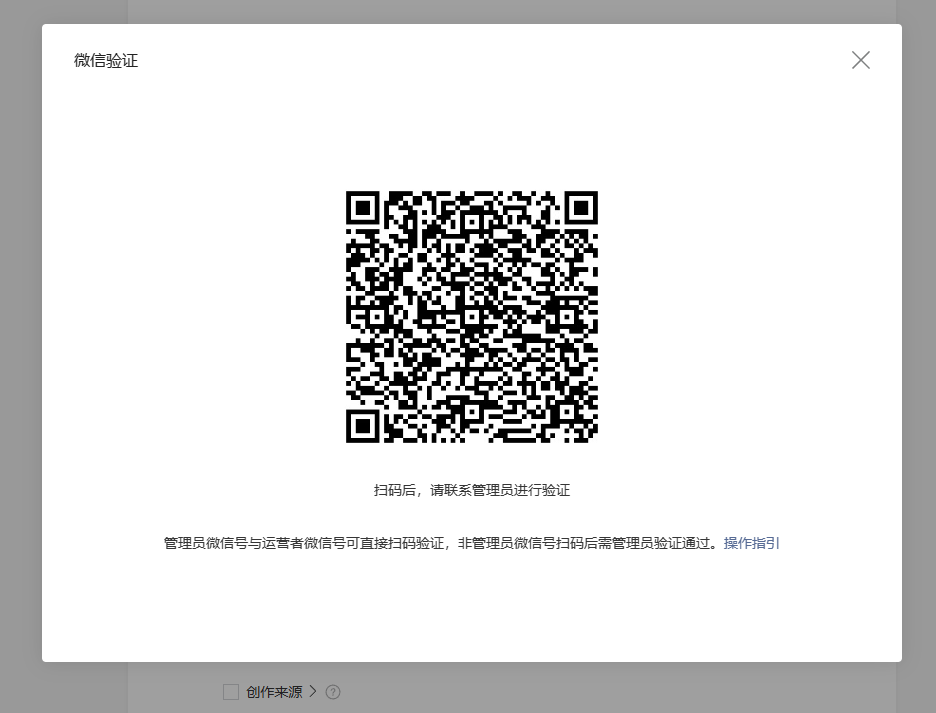 微信验证
扫码后，请联系管理员进行验证
管理员微信号与运营者微信号可直接扫码验证，非管理员微信号扫码后需管理员验证通过。操作指引
创作来源